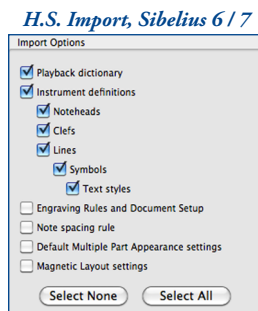 H.S. Import, Sibelius 6 / 7
Import Options
Playback dictionary
Instrument definitions
Noteheads
Clefs
Lines
Symbols
Text styles
Engraving Rules and Document Setup
Note spacing rule
Default Multiple Part Appearance settings
Magnetic Layout settings
Select None Select All